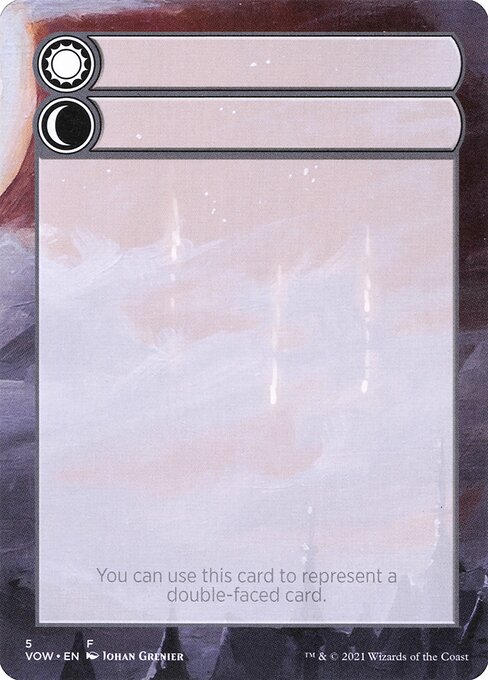 You can use this card to represent a
double-faced card.
5 F
VOW • EN Johan Grenier ™ & © 2021 Wizards of the Coast